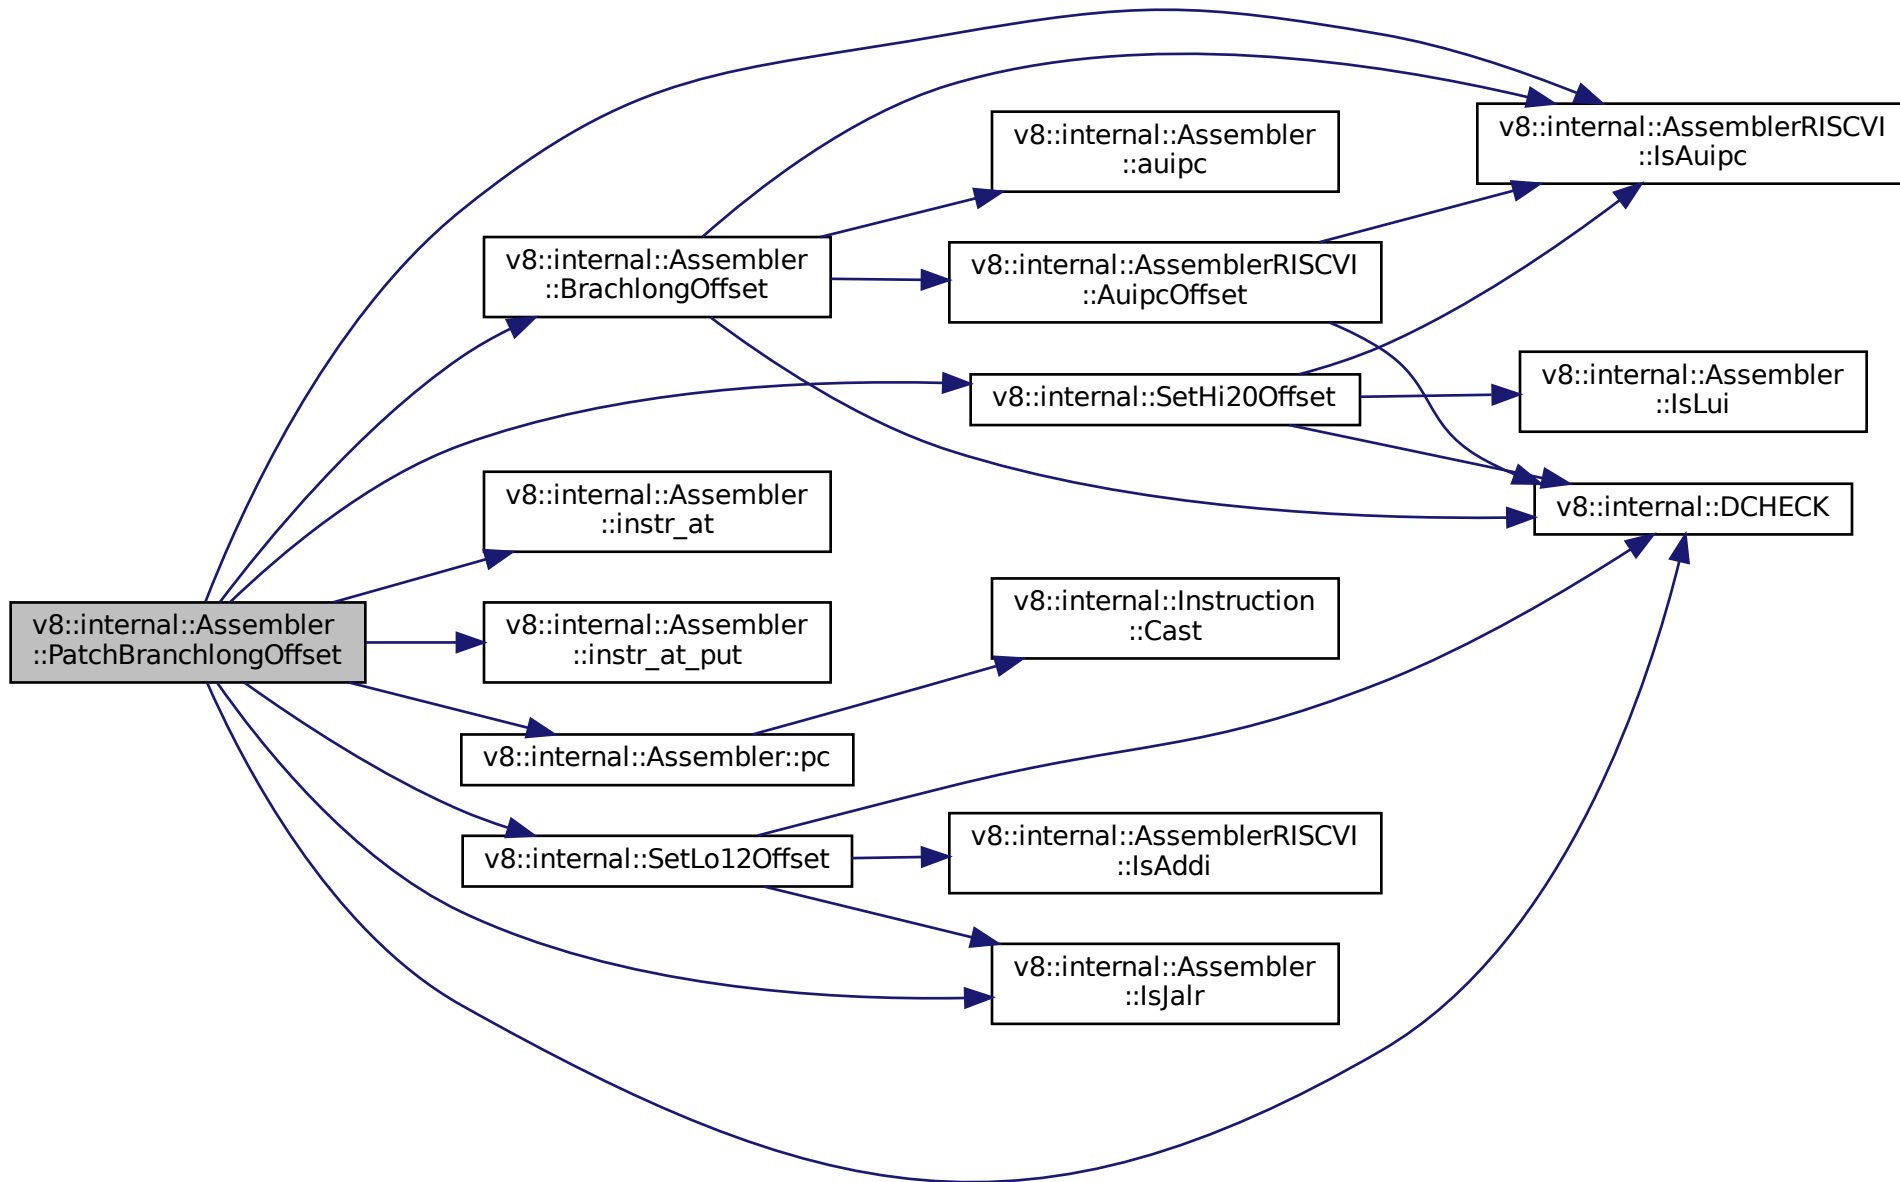 v8::internal::Assembler
::PatchBranchlongOffset
v8::internal::Assembler
::BrachlongOffset
v8::internal::Assembler
::instr_at
v8::internal::Assembler
::instr_at_put
v8::internal::Assembler::pc
v8::internal::SetLo12Offset
v8::internal::Assembler
::auipc
v8::internal::AssemblerRISCVI
::AuipcOffset
v8::internal::SetHi20Offset
v8::internal::Instruction
::Cast
v8::internal::AssemblerRISCVI
::IsAddi
v8::internal::Assembler
::IsJalr
v8::internal::AssemblerRISCVI
::IsAuipc
v8::internal::Assembler
::IsLui
v8::internal::DCHECK